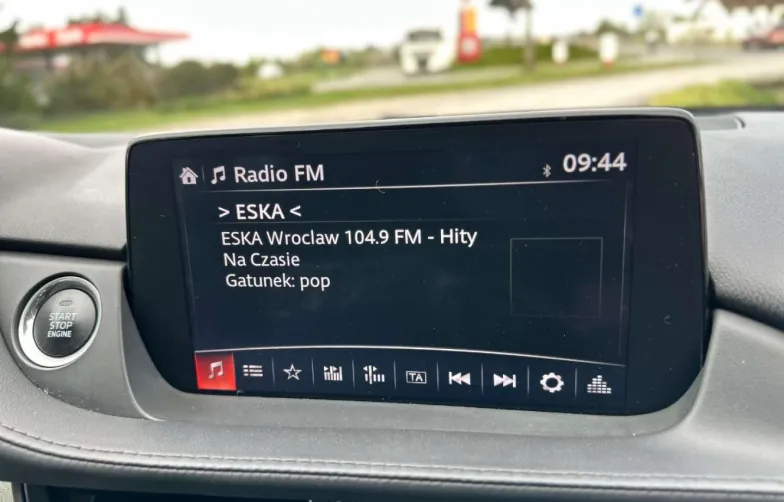 Radio FM
09:44
> ESKA <
ESKA Wroclaw 104.9 FM - Hity
Na Czasie
Gatunek: pop
TA
START
STOP
ENGINE